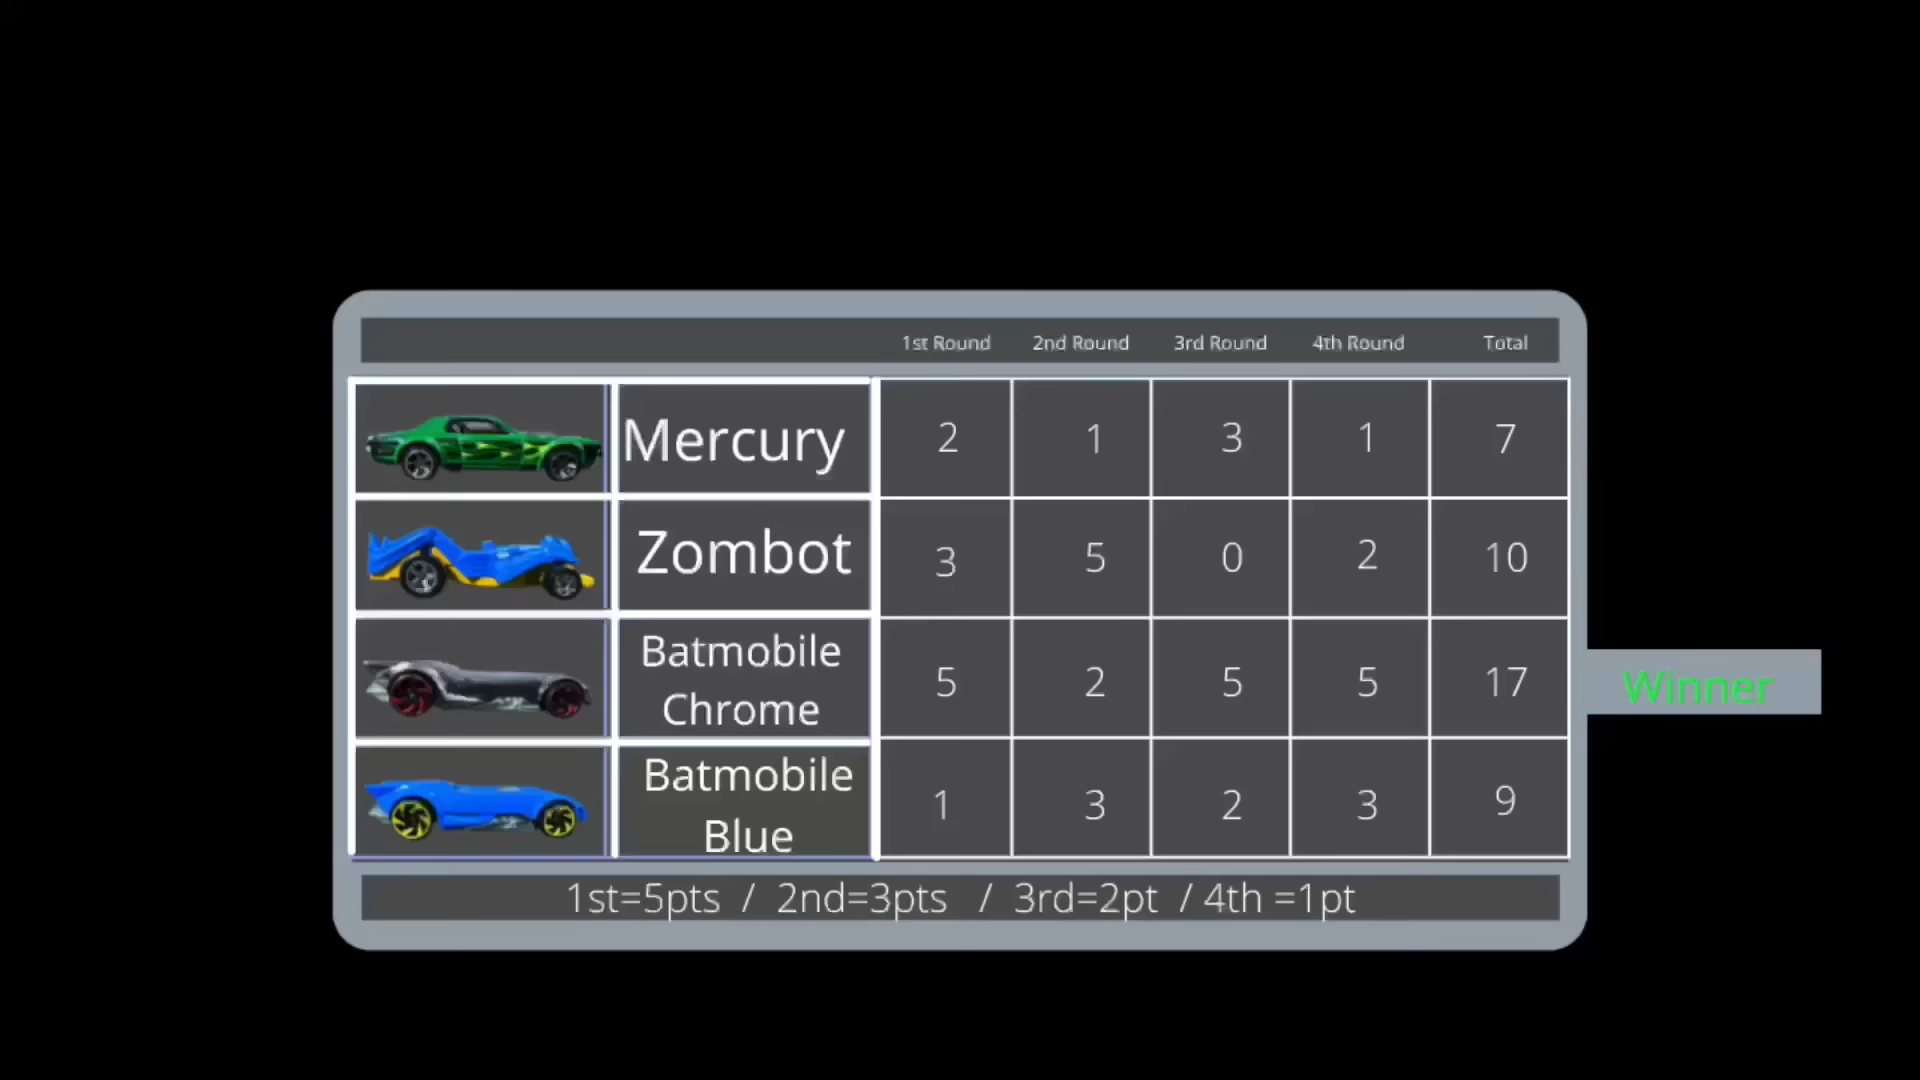 1st Round 2nd Round 3rd Round 4th Round Total
Mercury 2 1 3 1 7
Zombot 3 5 0 2 10
Batmobile
Chrome 5 2 5 5 17 Winner
Batmobile
Blue 1 3 2 3 9
1st=5pts / 2nd=3pts / 3rd=2pt / 4th =1pt